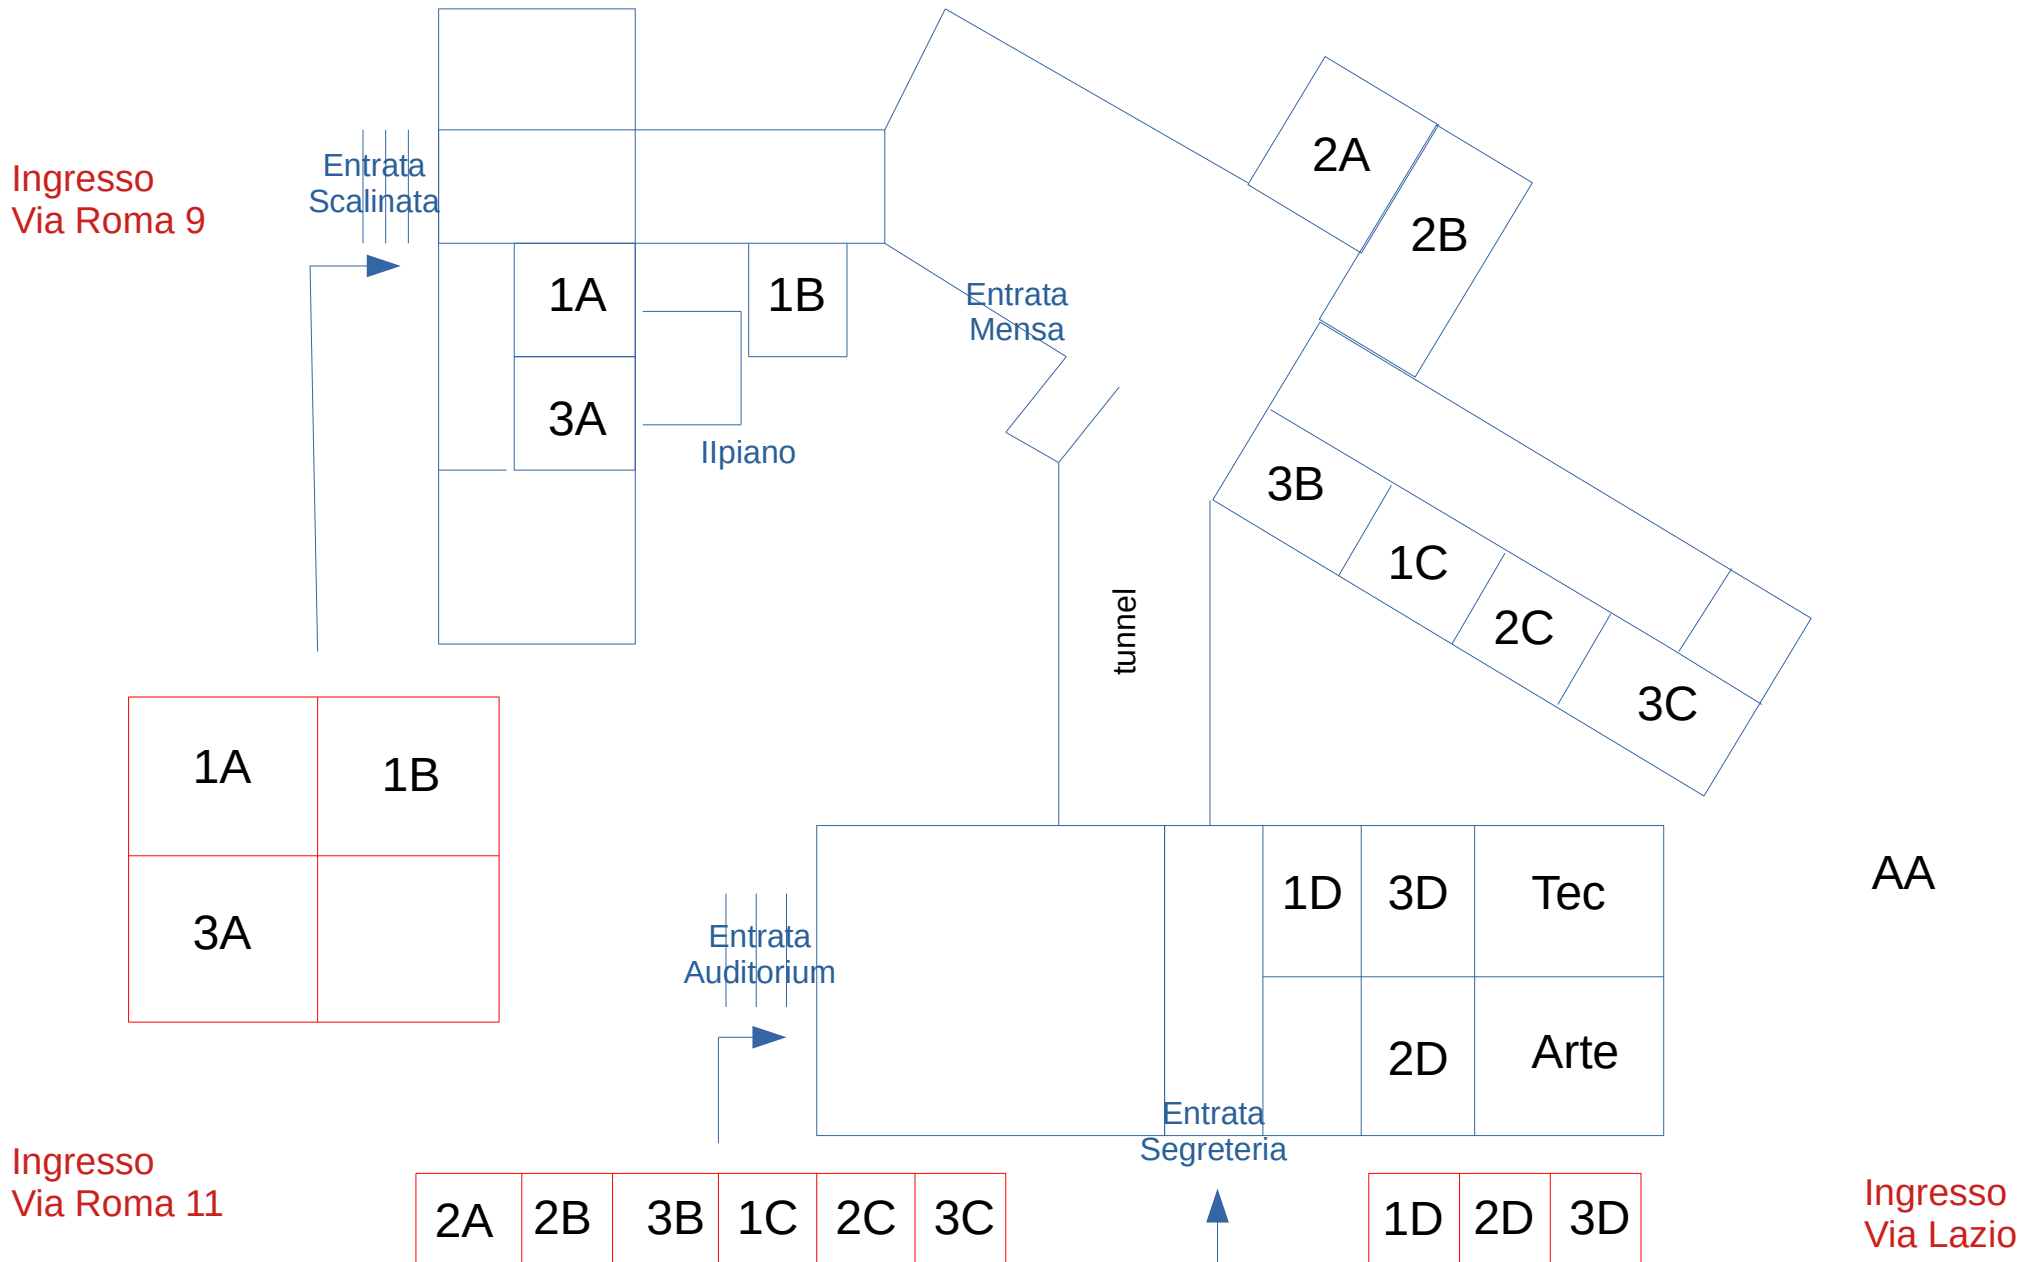 Ingresso
Via Roma 9
Entrata
Scalinata
1A
1B
3A
IIpiano
Entrata
Mensa
2A
2B
3B
1C
2C
3C
tunnel
1A
1B
3A
Entrata
Auditorium
1D
3D
Tec
2D
Arte
AA
Entrata
Segreteria
Ingresso
Via Roma 11
2A
2B
3B
1C
2C
3C
1D
2D
3D
Ingresso
Via Lazio